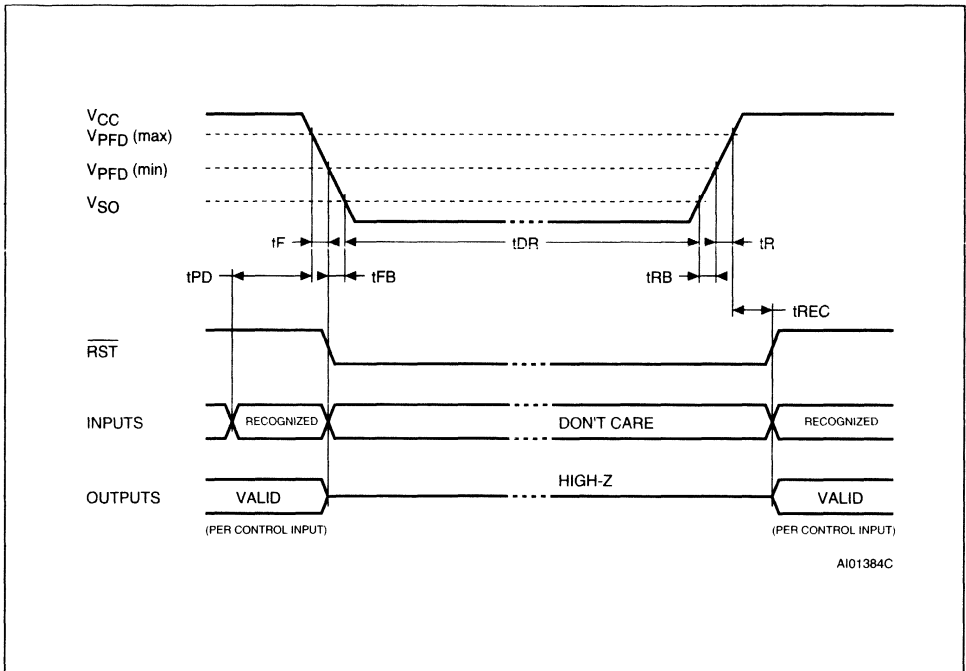 VCC
VPFD (max)
VPFD (min)
VSO
tF
tDR
tR
tPD
tFB
tRB
tREC
RST
INPUTS
RECOGNIZED
DON'T CARE
RECOGNIZED
OUTPUTS
VALID
HIGH-Z
VALID
(PER CONTROL INPUT)
(PER CONTROL INPUT)
AI01384C